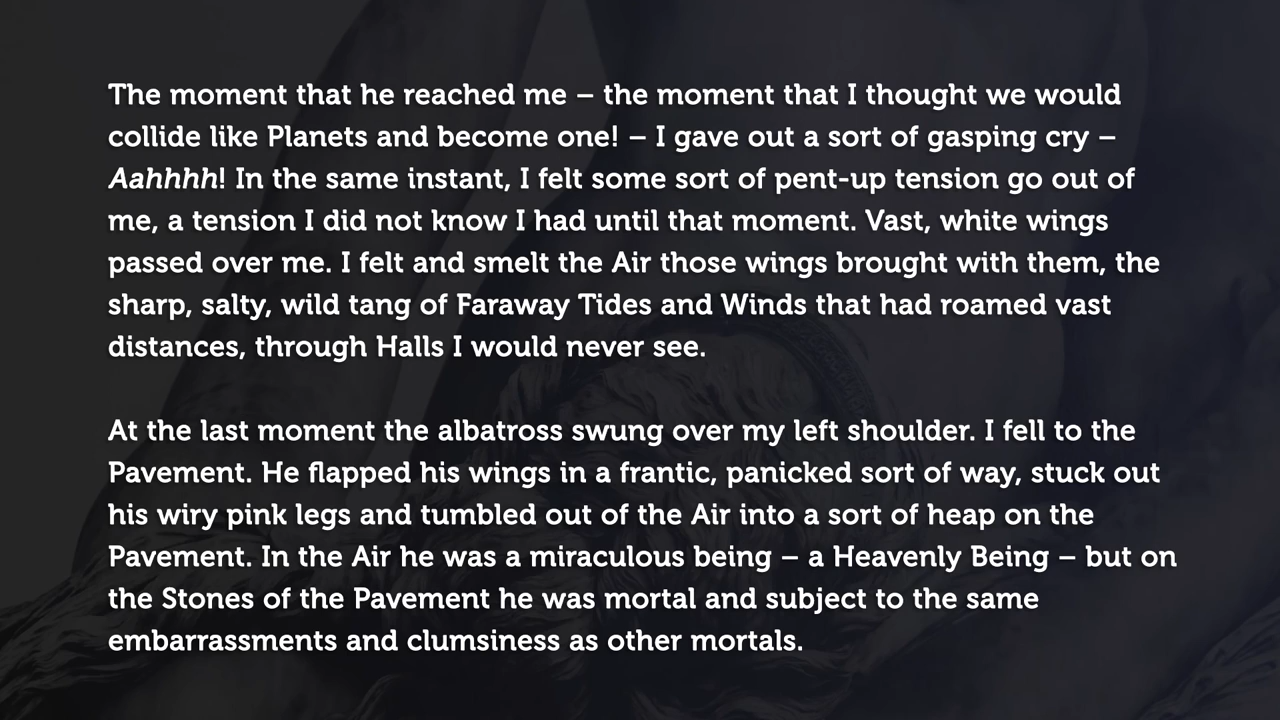 The moment that he reached me – the moment that I thought we would
collide like Planets and become one! – I gave out a sort of gasping cry –
Aahhhh! In the same instant, I felt some sort of pent-up tension go out of
me, a tension I did not know I had until that moment. Vast, white wings
passed over me. I felt and smelt the Air those wings brought with them, the
sharp, salty, wild tang of Faraway Tides and Winds that had roamed vast
distances, through Halls I would never see.
At the last moment the albatross swung over my left shoulder. I fell to the
Pavement. He flapped his wings in a frantic, panicked sort of way, stuck out
his wiry pink legs and tumbled out of the Air into a sort of heap on the
Pavement. In the Air he was a miraculous being – a Heavenly Being – but on
the Stones of the Pavement he was mortal and subject to the same
embarrassments and clumsiness as other mortals.